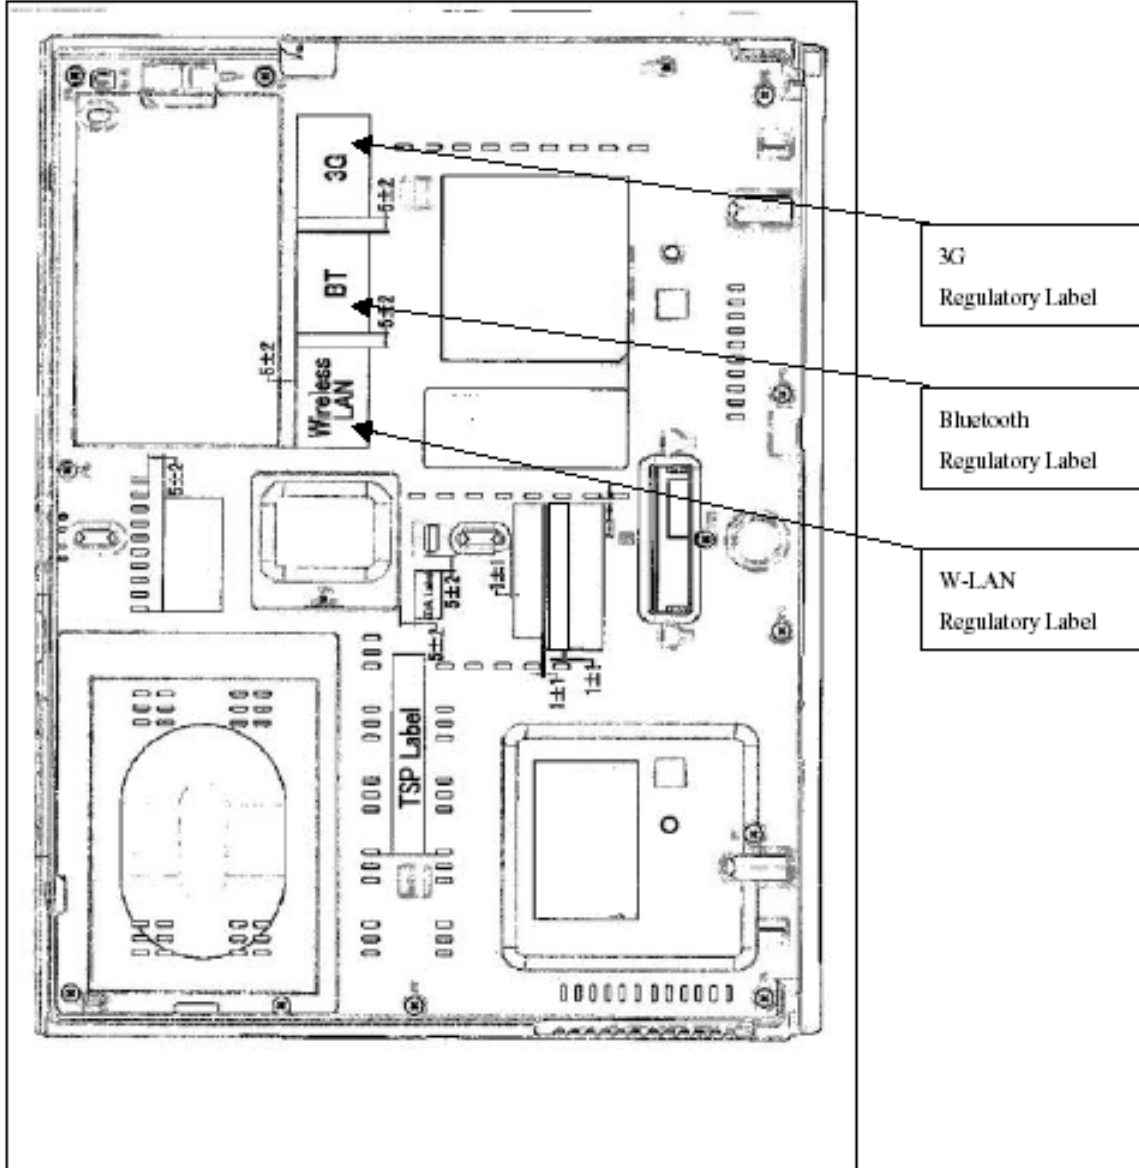 3G
5±2
BT
5±2
5±2
Wireless
LAN
5±2
5±2
5±2
1±1
1±1
1±1
TSP Label
3G
Regulatory Label
Bluetooth
Regulatory Label
W-LAN
Regulatory Label